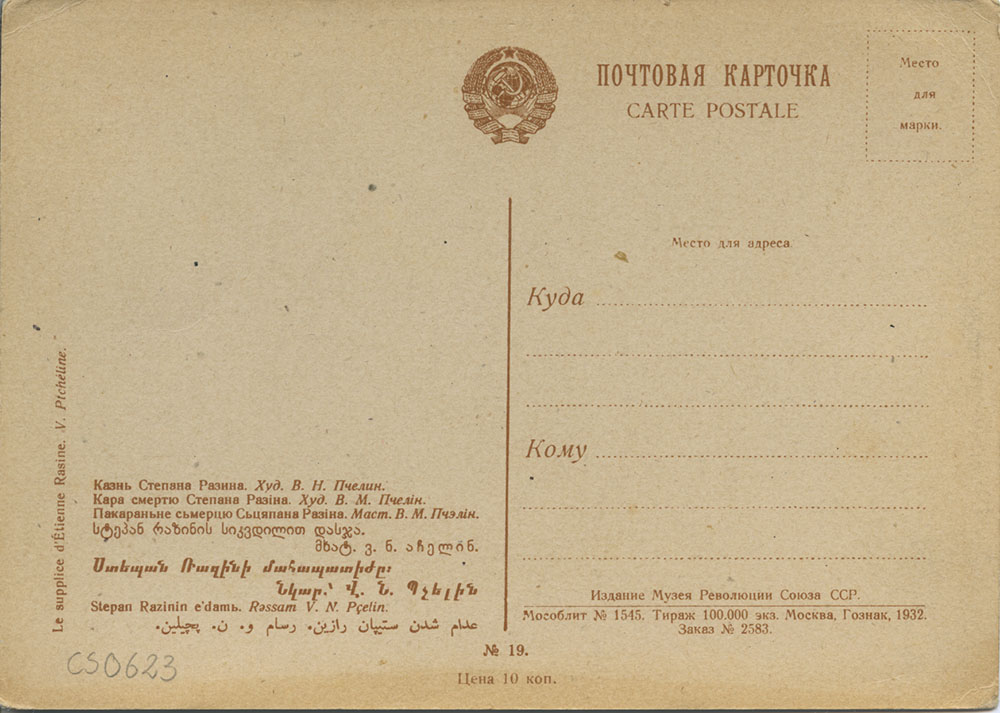 ПОЧТОВАЯ КАРТОЧКА
CARTE POSTALE
Место
для
марки.
Место для адреса.
Куда
Кому
Le supplice d'Étienne Rasine. V. Ptchéline.
Казнь Степана Разина. Худ. В. Н. Пчелин.
Кара смертю Степана Разіна. Худ. В. М. Пчелін.
Пакараньне сьмерцю Сьцяпана Разіна. Маст. В. М. Пчэлін.
სტეპან რაზინის სიკვდილით დასჯა.
მხატ. ვ. ნ. აჩელინ.
Ստեպան Ռազինի մահապատիժը։
Նկար.՝ Վ. Ն. Պչելին
Stepan Razinin e'damь. Rəssam V. N. Pçelin.
عدام شدن ستیپان رازین. رسام و. ن. پچیلین.
Издание Музея Революции Союза ССР.
Мособлит № 1545. Тираж 100.000 экз. Москва, Гознак, 1932.
Заказ № 2583.
№ 19.
Цена 10 коп.
CS0623